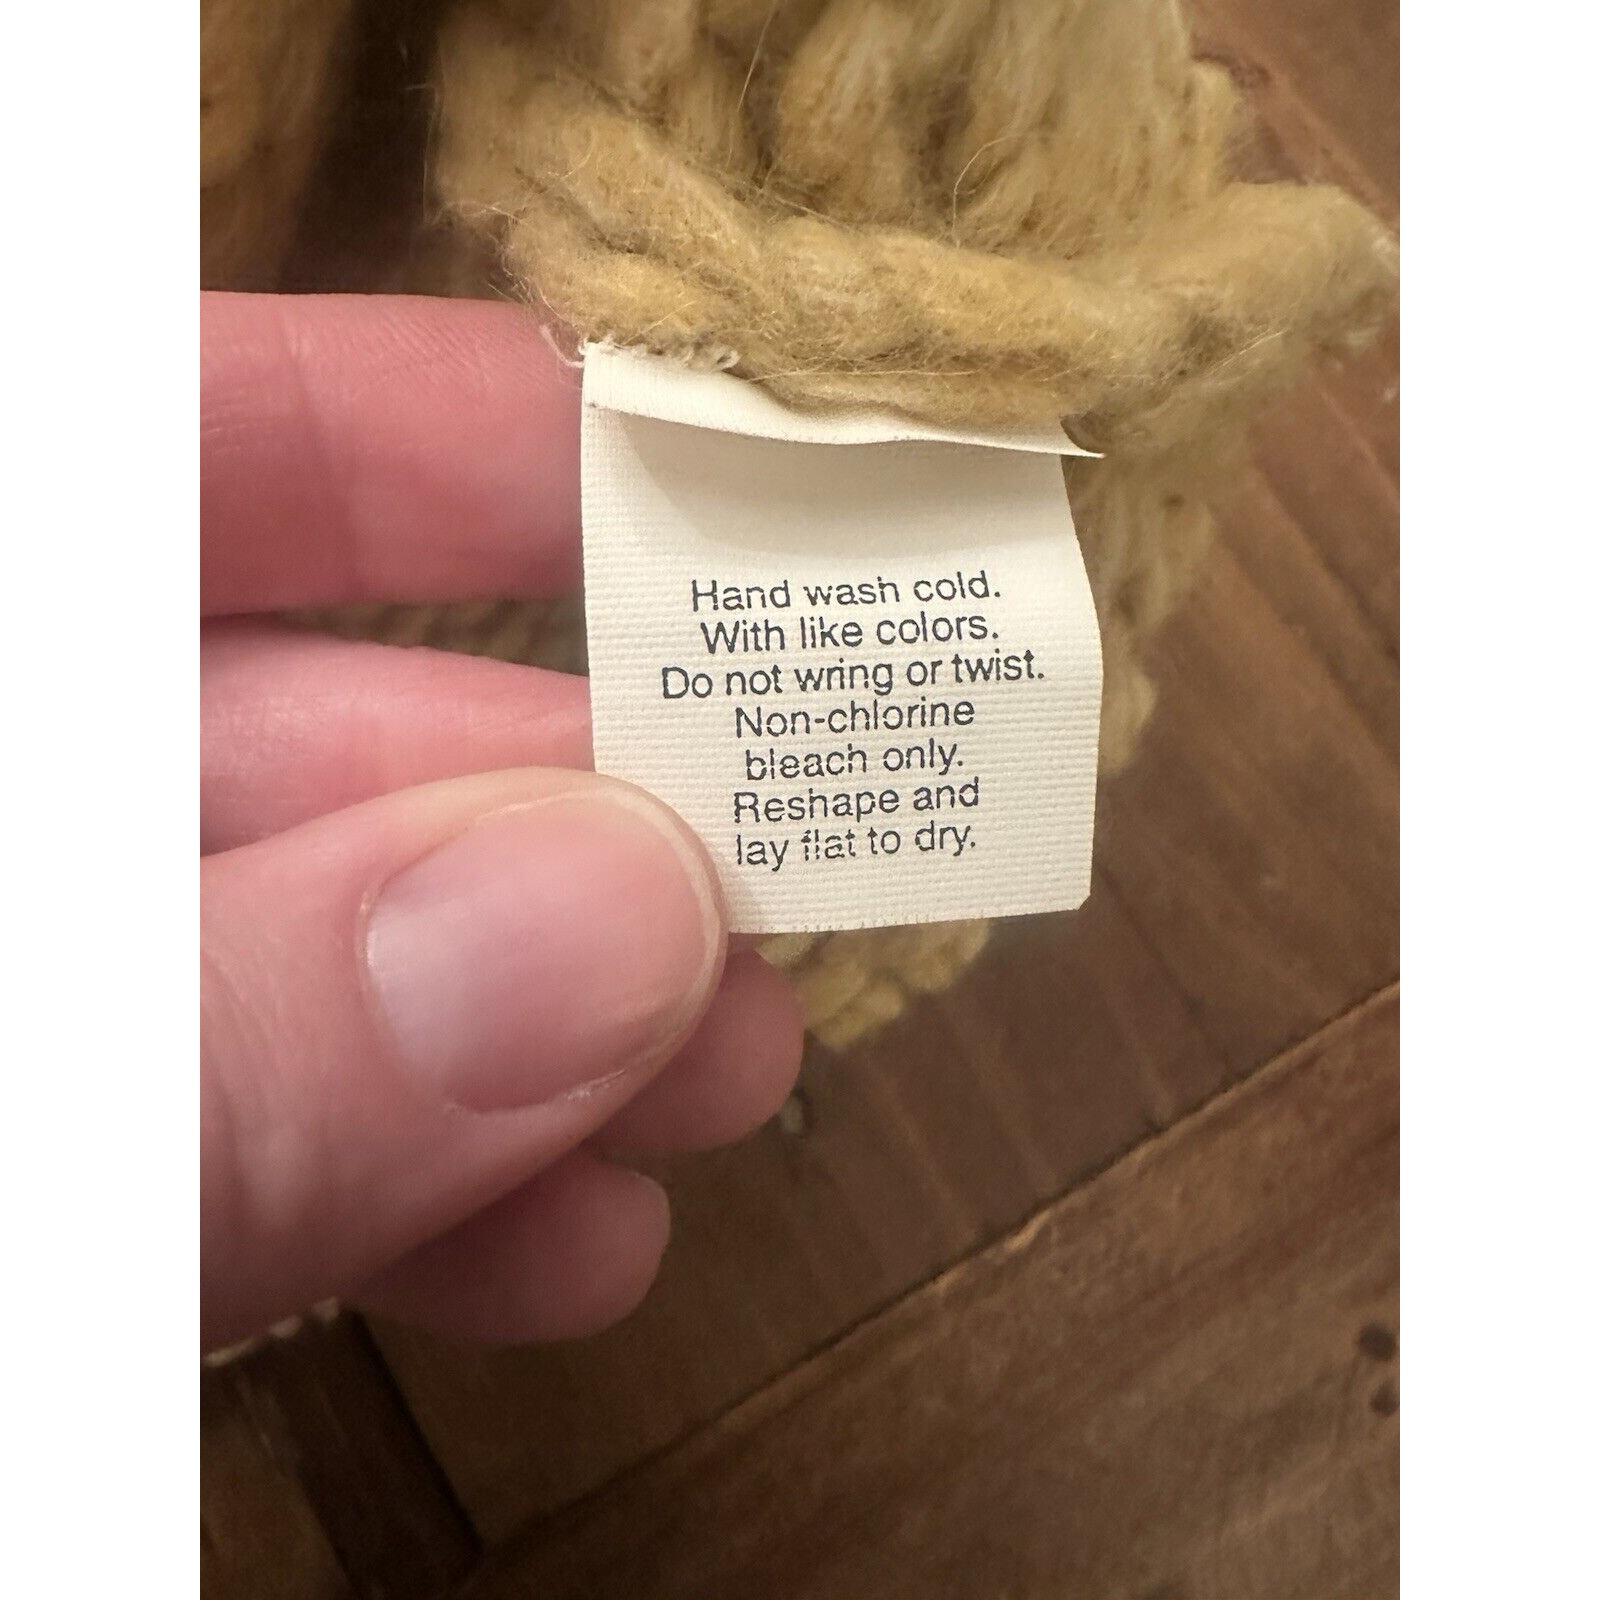 Hand wash cold.
With like colors.
Do not wring or twist.
Non-chlorine
bleach only.
Reshape and
lay flat to dry.